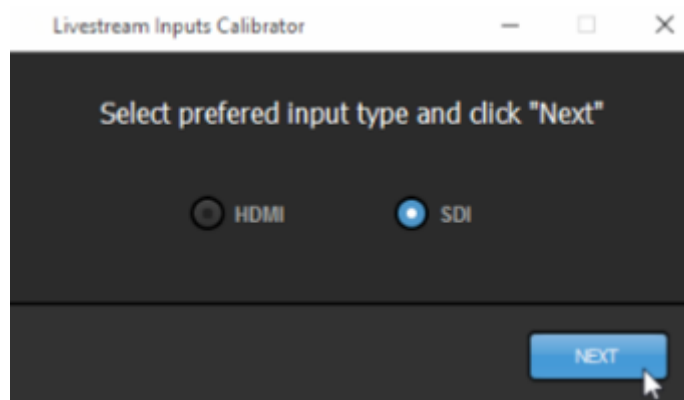 Livestream Inputs Calibrator
Select prefered input type and click "Next"
HDMI SDI
NEXT